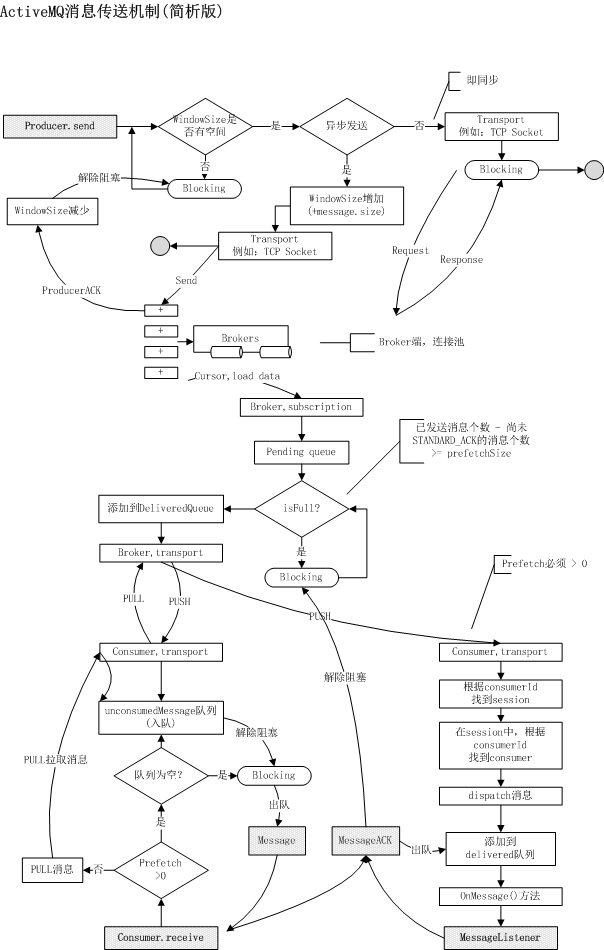 ActiveMQ消息传送机制(简析版)
即同步
Producer.send
WindowSize是
否有空间
是
异步发送
否
Transport
例如：TCP Socket
否
是
解除阻塞
Blocking
Blocking
WindowSize减少
WindowSize增加
(+message.size)
Transport
例如：TCP Socket
Request
Response
Send
ProducerACK
+
+
Brokers
Broker端，连接池
+
+
Cursor,load data
Broker,subscription
已发送消息个数 - 尚未
STANDARD_ACK的消息个数
>= prefetchSize
Pending queue
添加到DeliveredQueue
isFull?
Broker,transport
是
Blocking
Prefetch必须 > 0
PULL
PUSH
PUSH
Consumer,transport
Consumer,transport
解除阻塞
根据consumerId
找到session
unconsumedMessage队列
(入队)
解除阻塞
在session中，根据
consumerId
找到consumer
PULL拉取消息
队列为空?
是
Blocking
dispatch消息
出队
是
Message
MessageACK
出队
添加到
delivered队列
PULL消息
否
Prefetch
>0
OnMessage()方法
Consumer.receive
MessageListener